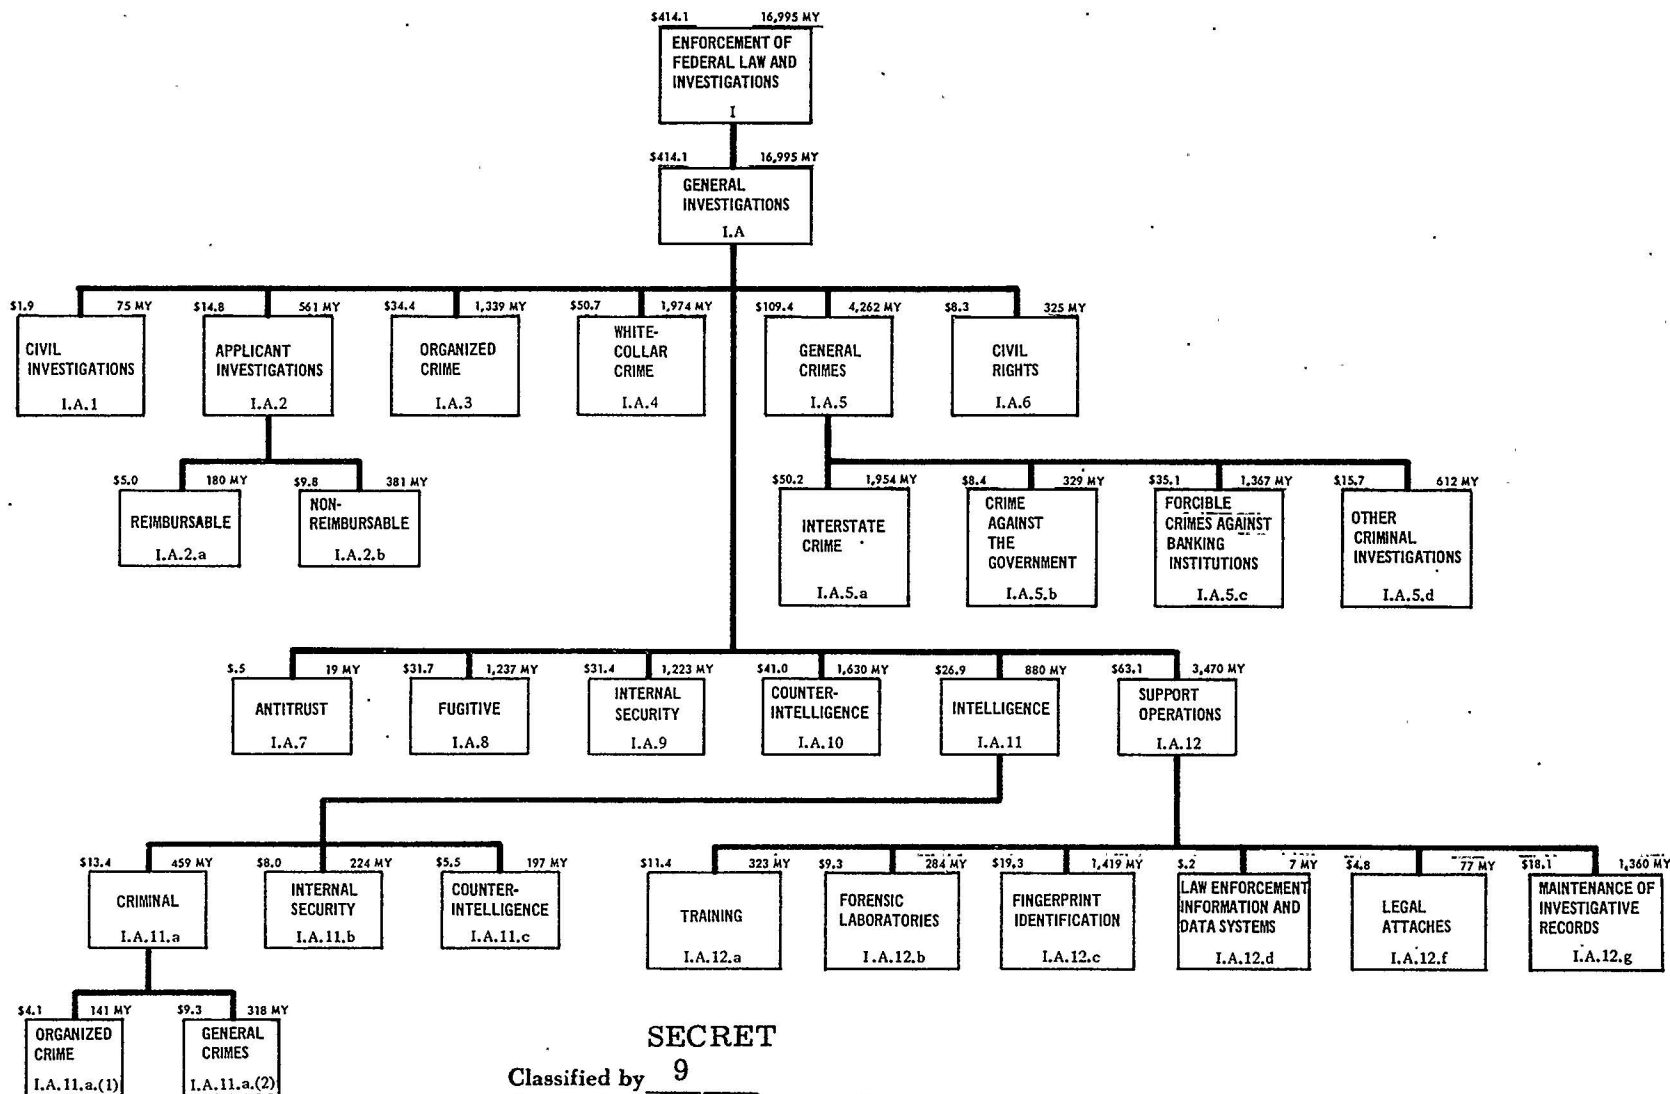 $414.1 16,995 MY
ENFORCEMENT OF
FEDERAL LAW AND
INVESTIGATIONS
I
$414.1 16,995 MY
GENERAL
INVESTIGATIONS
I.A
$1.9 75 MY
CIVIL
INVESTIGATIONS
I.A.1
$14.8 561 MY
APPLICANT
INVESTIGATIONS
I.A.2
$34.4 1,339 MY
ORGANIZED
CRIME
I.A.3
$50.7 1,974 MY
WHITE-
COLLAR
CRIME
I.A.4
$109.4 4,262 MY
GENERAL
CRIMES
I.A.5
$8.3 325 MY
CIVIL
RIGHTS
I.A.6
$5.0 180 MY
REIMBURSABLE
I.A.2.a
$9.8 381 MY
NON-
REIMBURSABLE
I.A.2.b
$50.2 1,954 MY
INTERSTATE
CRIME
I.A.5.a
$8.4 329 MY
CRIME
AGAINST
THE
GOVERNMENT
I.A.5.b
$35.1 1,367 MY
FORCIBLE
CRIMES AGAINST
BANKING
INSTITUTIONS
I.A.5.c
$15.7 612 MY
OTHER
CRIMINAL
INVESTIGATIONS
I.A.5.d
$.5 19 MY
ANTITRUST
I.A.7
$31.7 1,237 MY
FUGITIVE
I.A.8
$31.4 1,223 MY
INTERNAL
SECURITY
I.A.9
$41.0 1,630 MY
COUNTER-
INTELLIGENCE
I.A.10
$26.9 880 MY
INTELLIGENCE
I.A.11
$63.1 3,470 MY
SUPPORT
OPERATIONS
I.A.12
$13.4 459 MY
CRIMINAL
I.A.11.a
$8.0 224 MY
INTERNAL
SECURITY
I.A.11.b
$5.5 197 MY
COUNTER-
INTELLIGENCE
I.A.11.c
$11.4 323 MY
TRAINING
I.A.12.a
$9.3 284 MY
FORENSIC
LABORATORIES
I.A.12.b
$19.3 1,419 MY
FINGERPRINT
IDENTIFICATION
I.A.12.c
$.2 7 MY
LAW ENFORCEMENT
INFORMATION AND
DATA SYSTEMS
I.A.12.d
$4.8 77 MY
LEGAL
ATTACHES
I.A.12.f
$18.1 1,360 MY
MAINTENANCE OF
INVESTIGATIVE
RECORDS
I.A.12.g
$4.1 141 MY
ORGANIZED
CRIME
I.A.11.a.(1)
$9.3 318 MY
GENERAL
CRIMES
I.A.11.a.(2)
SECRET
Classified by 9